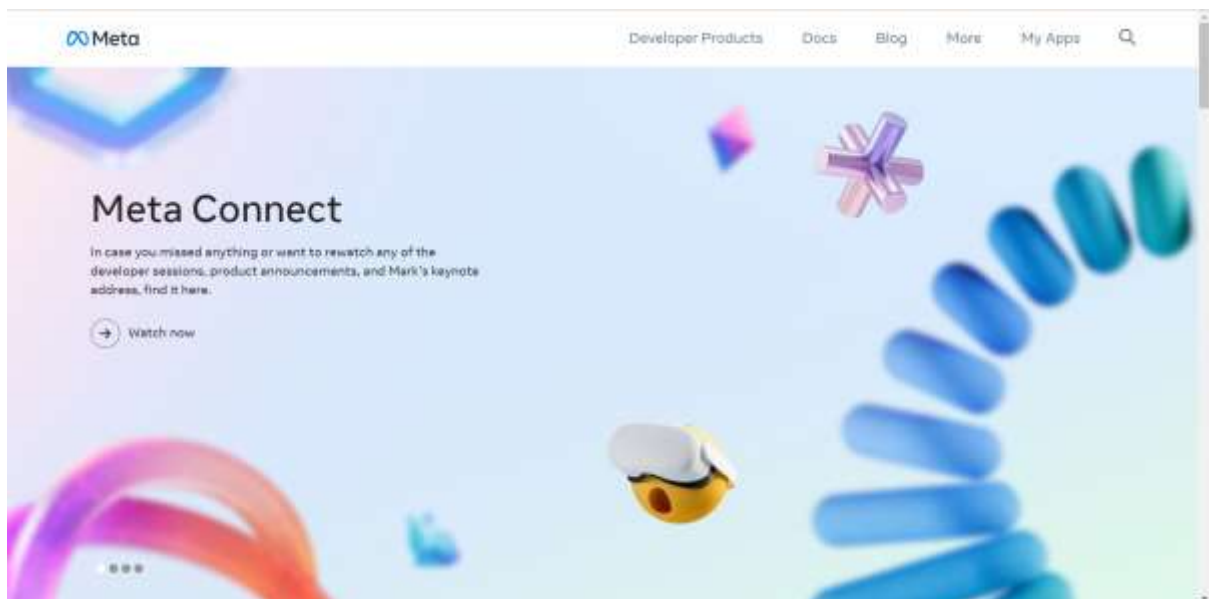 Meta
Developer Products Docs Blog More My Apps
Meta Connect
In case you missed anything or want to rewatch any of the
developer sessions, product announcements, and Mark's keynote
address, find it here.
Watch now